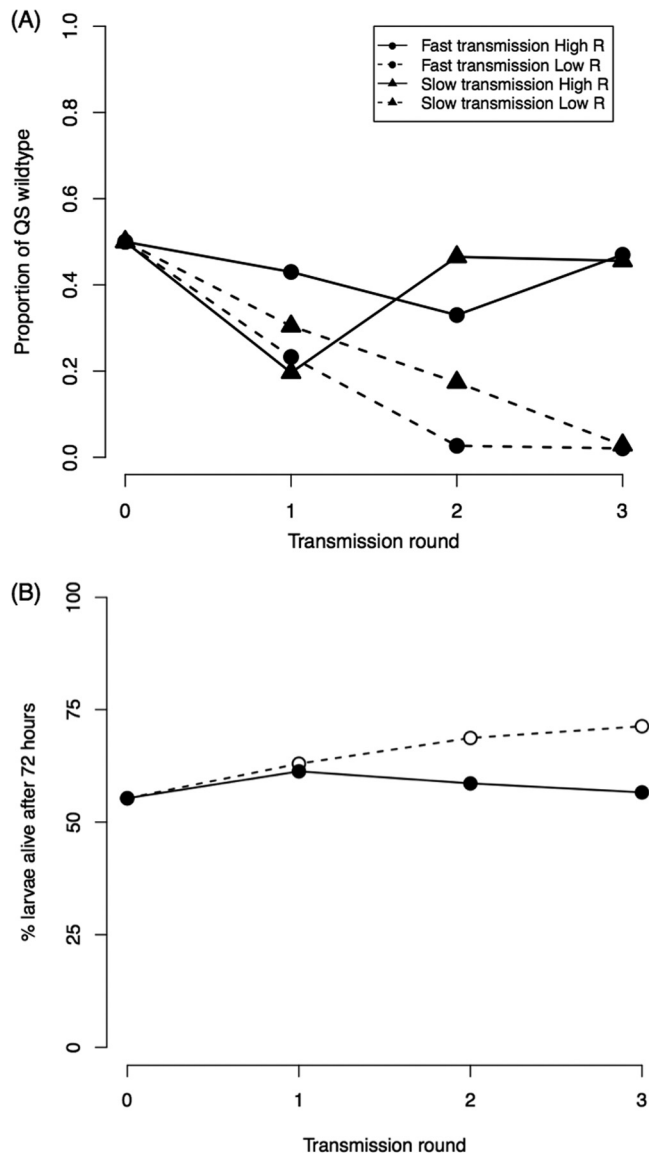 (A)
1.0
0.8
0.6
0.4
0.2
0.0
Proportion of QS wildtype
Fast transmission High R
Fast transmission Low R
Slow transmission High R
Slow transmission Low R
0 1 2 3
Transmission round
(B)
100
75
50
25
0
% larvae alive after 72 hours
0 1 2 3
Transmission round